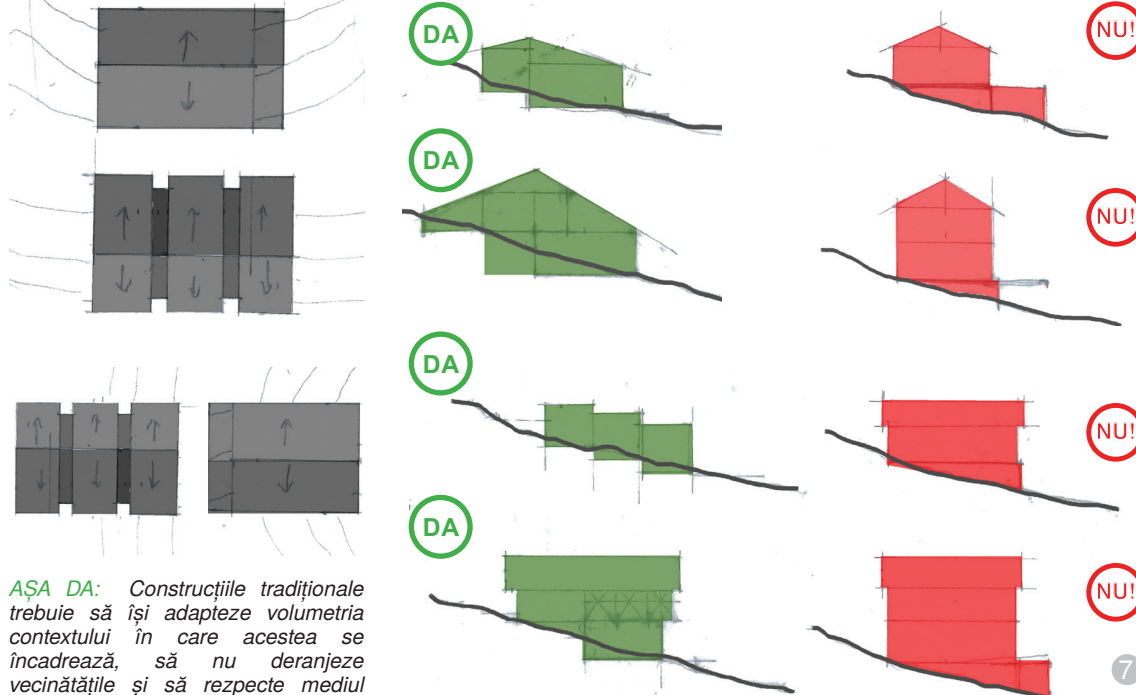 DA
NU!
DA
NU!
DA
NU!
DA
NU!
AȘA DA: Construcțiile tradiționale
trebuie să își adapteze volumetria
contextului în care acestea se
încadrează, să nu deranjeze
vecinătățile și să rezpecte mediul
7